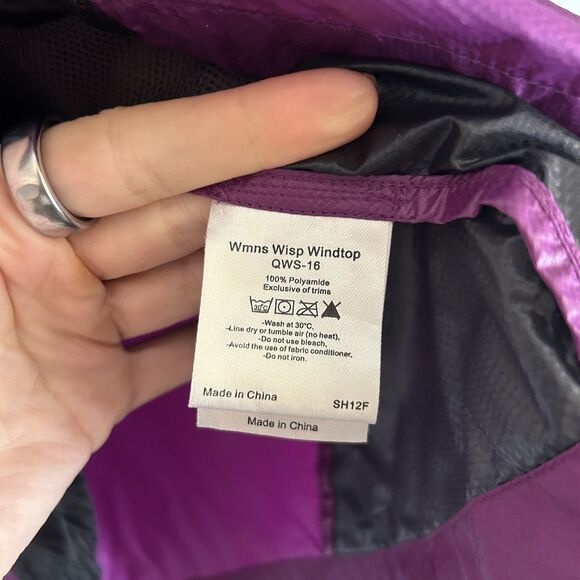 Wmns Wisp Windtop
QWS-16
100% Polyamide
Exclusive of trims
30°C
-Wash at 30°C,
-Line dry or tumble air (no heat),
-Do not use bleach,
-Avoid the use of fabric conditioner.
-Do not iron.
Made in China SH12F
Made in China